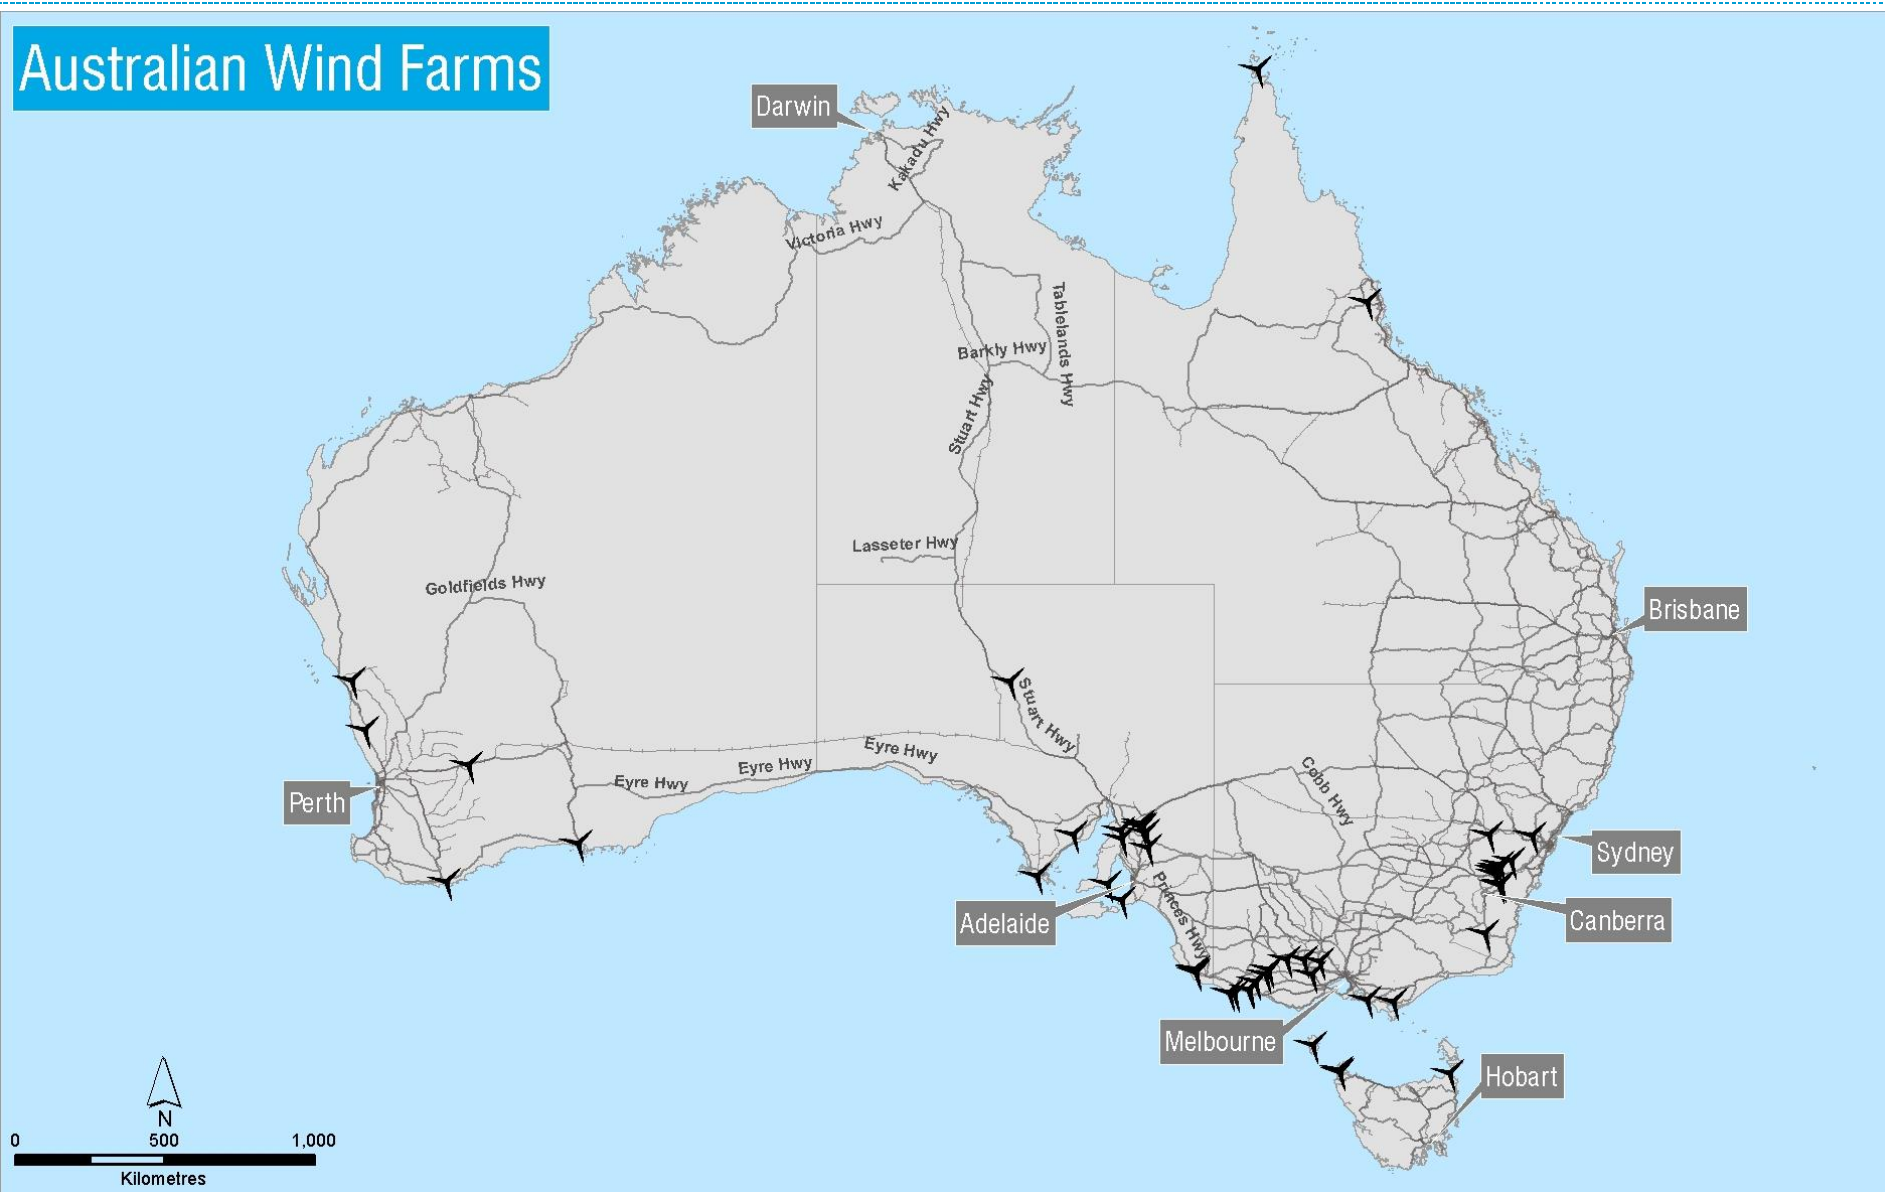 Australian Wind Farms
Darwin
Kakadu Hwy
Victoria Hwy
Tablelands Hwy
Barkly Hwy
Stuart Hwy
Lasseter Hwy
Goldfields Hwy
Brisbane
Stuart Hwy
Eyre Hwy
Eyre Hwy
Eyre Hwy
Cobb Hwy
Perth
Sydney
Princes Hwy
Adelaide
Canberra
Melbourne
Hobart
N
0 500 1,000
Kilometres